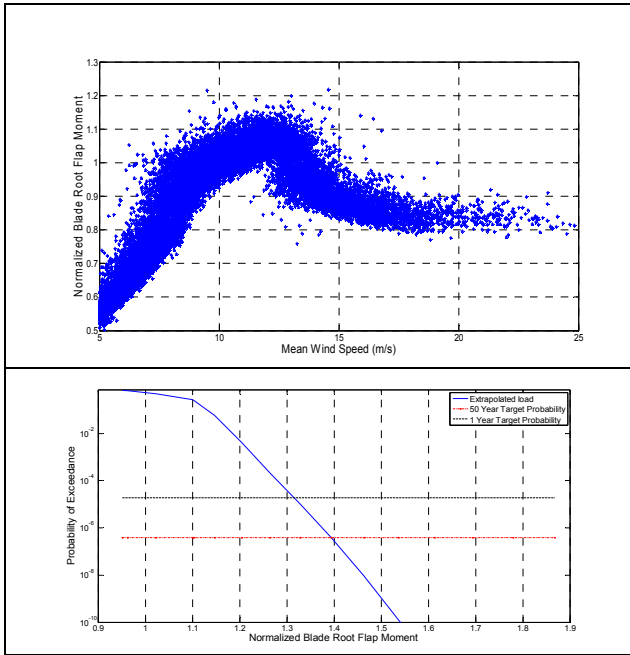 1.3
1.2
1.1
1
0.9
0.8
0.7
0.6
0.5
Normalized Blade Root Flap Moment
5 10 15 20 25
Mean Wind Speed (m/s)
Extrapolated load
50 Year Target Probability
1 Year Target Probability
10-2
10-4
10-6
10-8
10-10
Probability of Exceedance
0.9 1 1.1 1.2 1.3 1.4 1.5 1.6 1.7 1.8 1.9
Normalized Blade Root Flap Moment